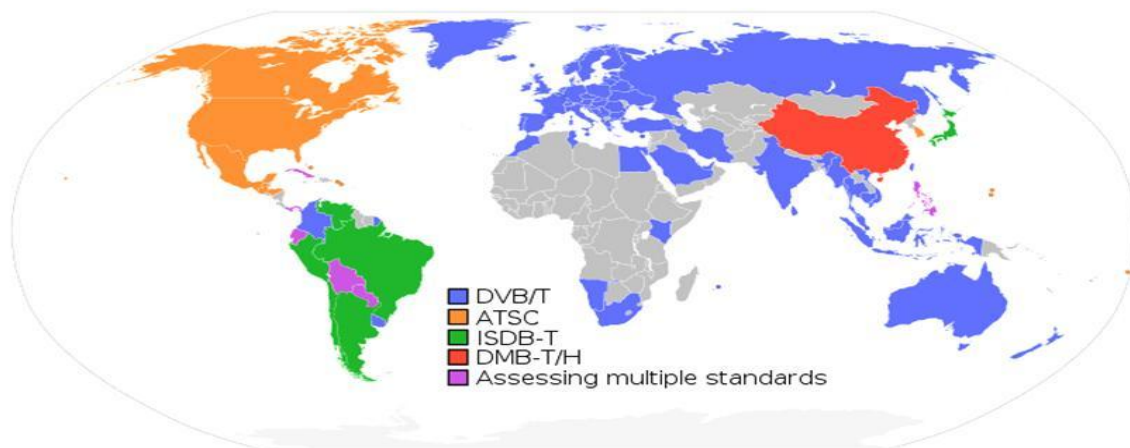 DVB/T
ATSC
ISDB-T
DMB-T/H
Assessing multiple standards